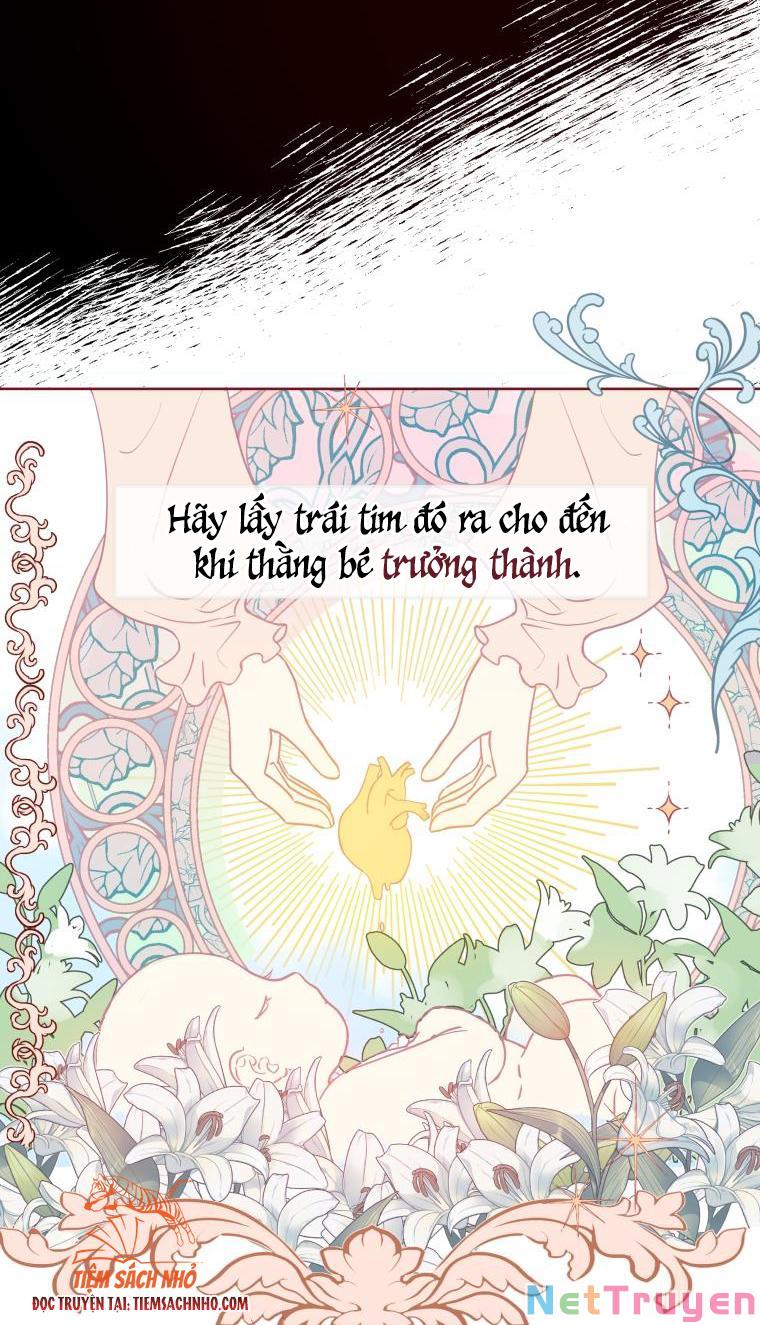 Hãy lấy trái tim đó ra cho đến
khi thằng bé trưởng thành.
TIỆM SÁCH NHỎ
ĐỌC TRUYỆN TẠI: TIEMSACHNHO.COM
NetTruyen